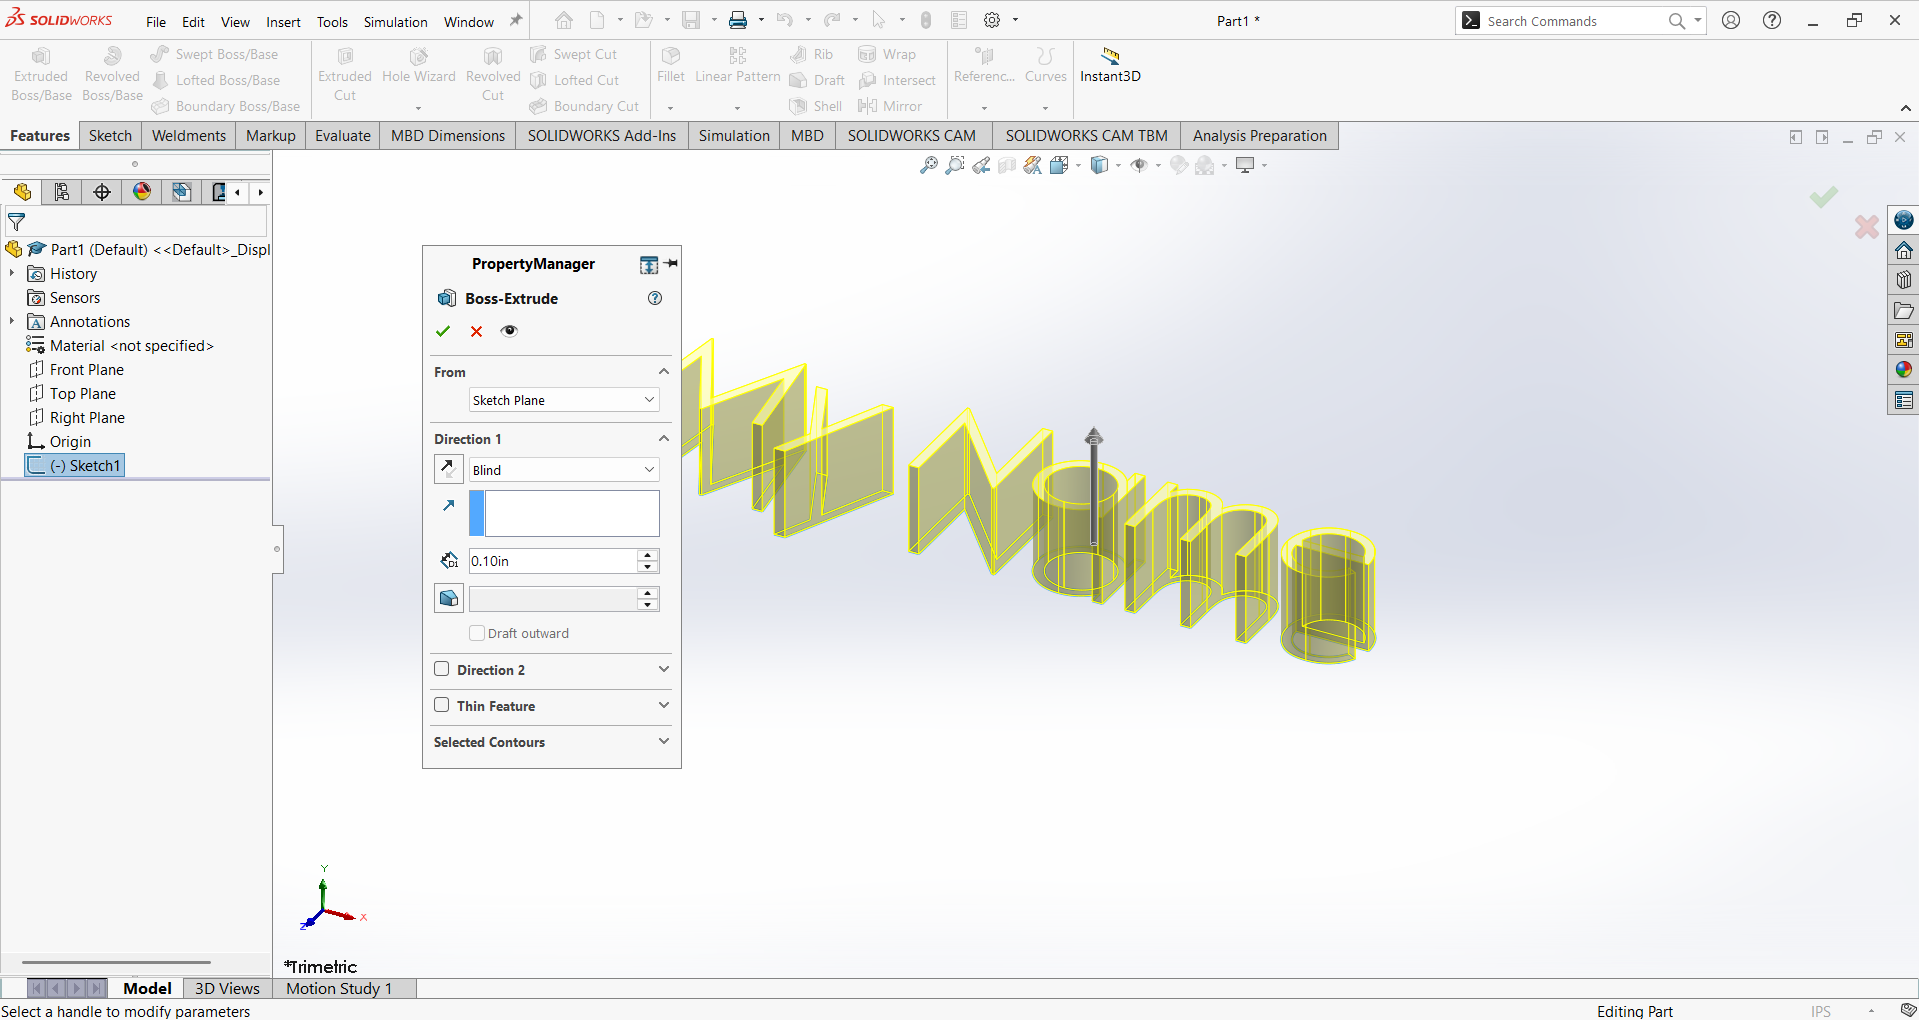 SOLIDWORKS File Edit View Insert Tools Simulation Window Part1 * Search Commands
Extruded Boss/Base
Revolved Boss/Base
Swept Boss/Base
Lofted Boss/Base
Boundary Boss/Base
Extruded Cut
Hole Wizard
Revolved Cut
Swept Cut
Lofted Cut
Boundary Cut
Fillet
Linear Pattern
Rib
Draft
Shell
Wrap
Intersect
Mirror
Referenc...
Curves
Instant3D
Features Sketch Weldments Markup Evaluate MBD Dimensions SOLIDWORKS Add-Ins Simulation MBD SOLIDWORKS CAM SOLIDWORKS CAM TBM Analysis Preparation
Part1 (Default) <<Default>_Displ
History
Sensors
Annotations
Material <not specified>
Front Plane
Top Plane
Right Plane
Origin
(-) Sketch1
PropertyManager
Boss-Extrude
From
Sketch Plane
Direction 1
Blind
D1
0.10in
Draft outward
Direction 2
Thin Feature
Selected Contours
Y
X
Z
*Trimetric
Model 3D Views Motion Study 1
Select a handle to modify parameters Editing Part IPS